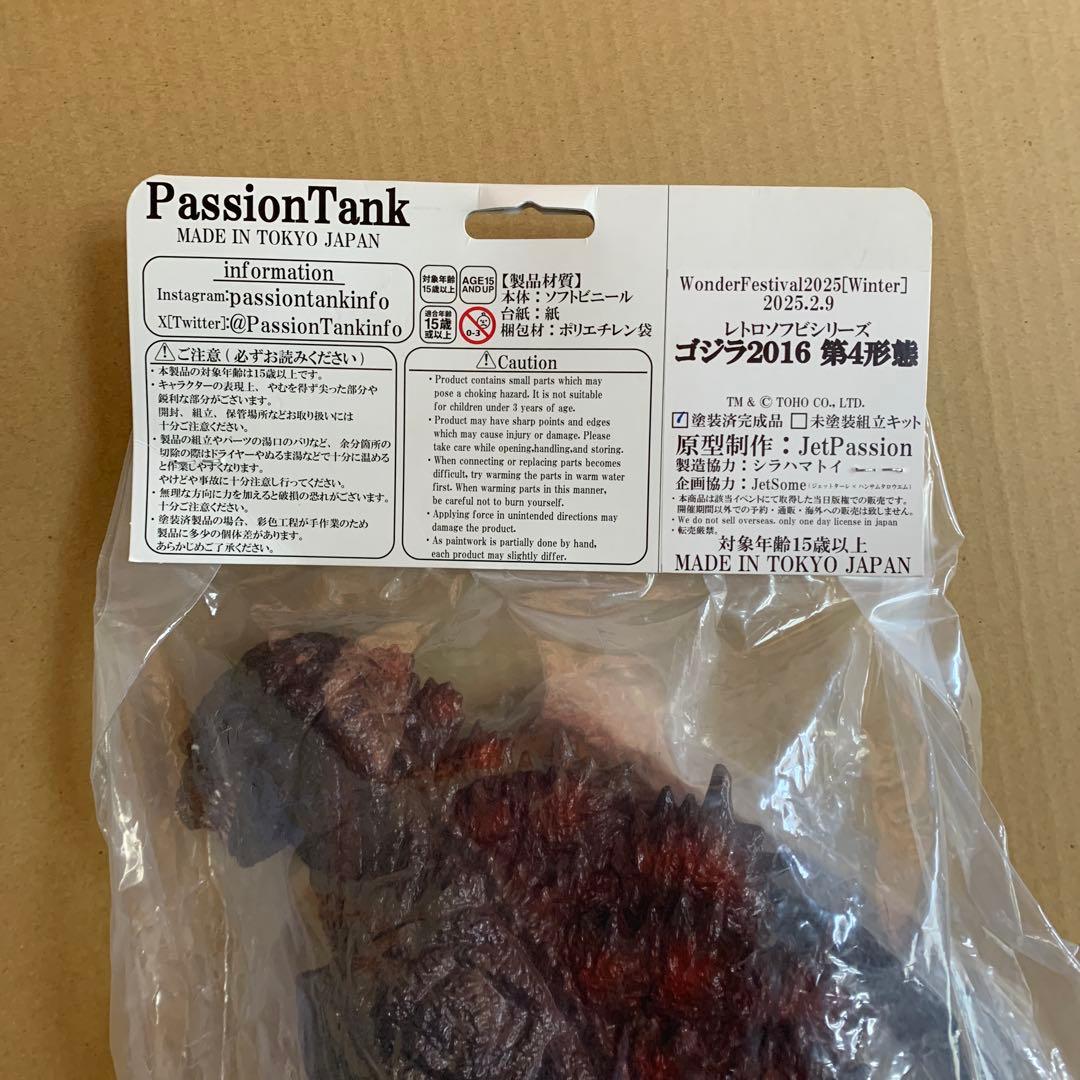 PassionTank
MADE IN TOKYO JAPAN
information
Instagram:passiontankinfo
X[Twitter]:@PassionTankinfo
対象年齢
15歳以上
AGE15
AND UP
適合年齢
15歳
或以上
0-3
【製品材質】
本体：ソフトビニール
台紙：紙
梱包材：ポリエチレン袋
ご注意(必ずお読みください)
・本製品の対象年齢は15歳以上です。
・キャラクターの表現上、やむを得ず尖った部分や
鋭利な部分がございます。
開封、組立、保管場所などお取り扱いには
十分ご注意ください。
・製品の組立やパーツの湯口のバリなど、余分箇所の
切除の際はドライヤーやぬるま湯などで十分に温める
と作業しやすくなります。
やけどや事故に十分注意し行ってください。
・無理な方向に力を加えると破損の恐れがございます。
十分ご注意ください。
・塗装済製品の場合、彩色工程が手作業のため
製品に多少の個体差があります。
あらかじめご了承ください。
Caution
・Product contains small parts which may
pose a choking hazard. It is not suitable
for children under 3 years of age.
・Product may have sharp points and edges
which may cause injury or damage. Please
take care while opening,handling,and storing.
・When connecting or replacing parts becomes
difficult, try warming the parts in warm water
first. When warming parts in this manner,
be careful not to burn yourself.
・Applying force in unintended directions may
damage the product.
・As paintwork is partially done by hand,
each product may slightly differ.
WonderFestival2025[Winter]
2025.2.9
レトロソフビシリーズ
ゴジラ2016 第4形態
TM & © TOHO CO., LTD.
塗装済完成品 未塗装組立キット
原型制作：JetPassion
製造協力：シラハマトイ
企画協力：JetSome(ジェットターレ×ハンサムタロウエム)
・本商品は該当イベントにて取得した当日版権での販売です。
開催期間以外での予約・通販・海外への販売は致しません。
・We do not sell overseas. only one day license in japan
・転売厳禁。
対象年齢15歳以上
MADE IN TOKYO JAPAN